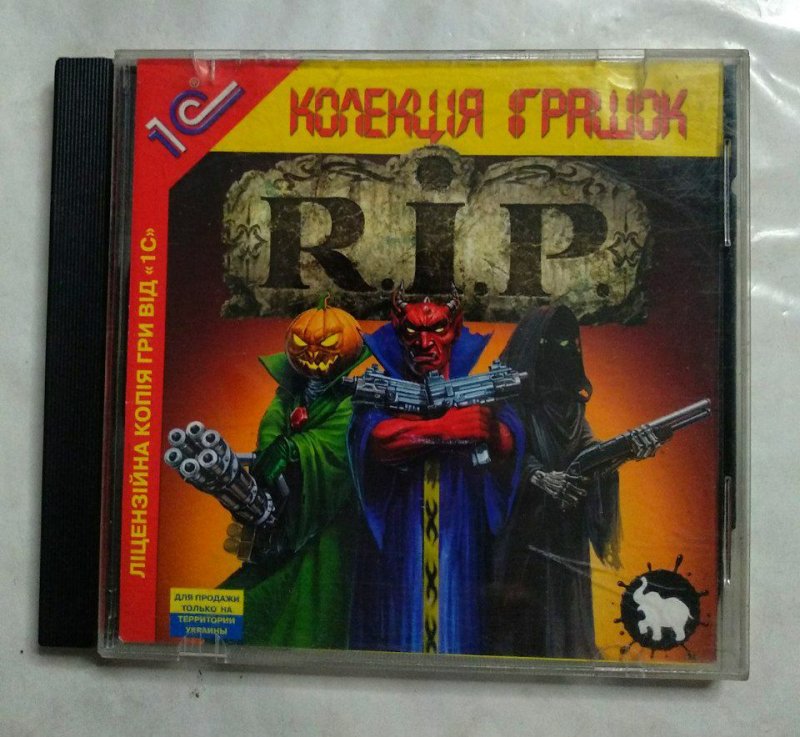 1С®
КОЛЕКЦІЯ ІГРАШОК
R.I.P.
ЛІЦЕНЗІЙНА КОПІЯ ГРИ ВІД «1С»
ДЛЯ ПРОДАЖИ
ТОЛЬКО НА
ТЕРРИТОРИИ
УКРАИНЫ